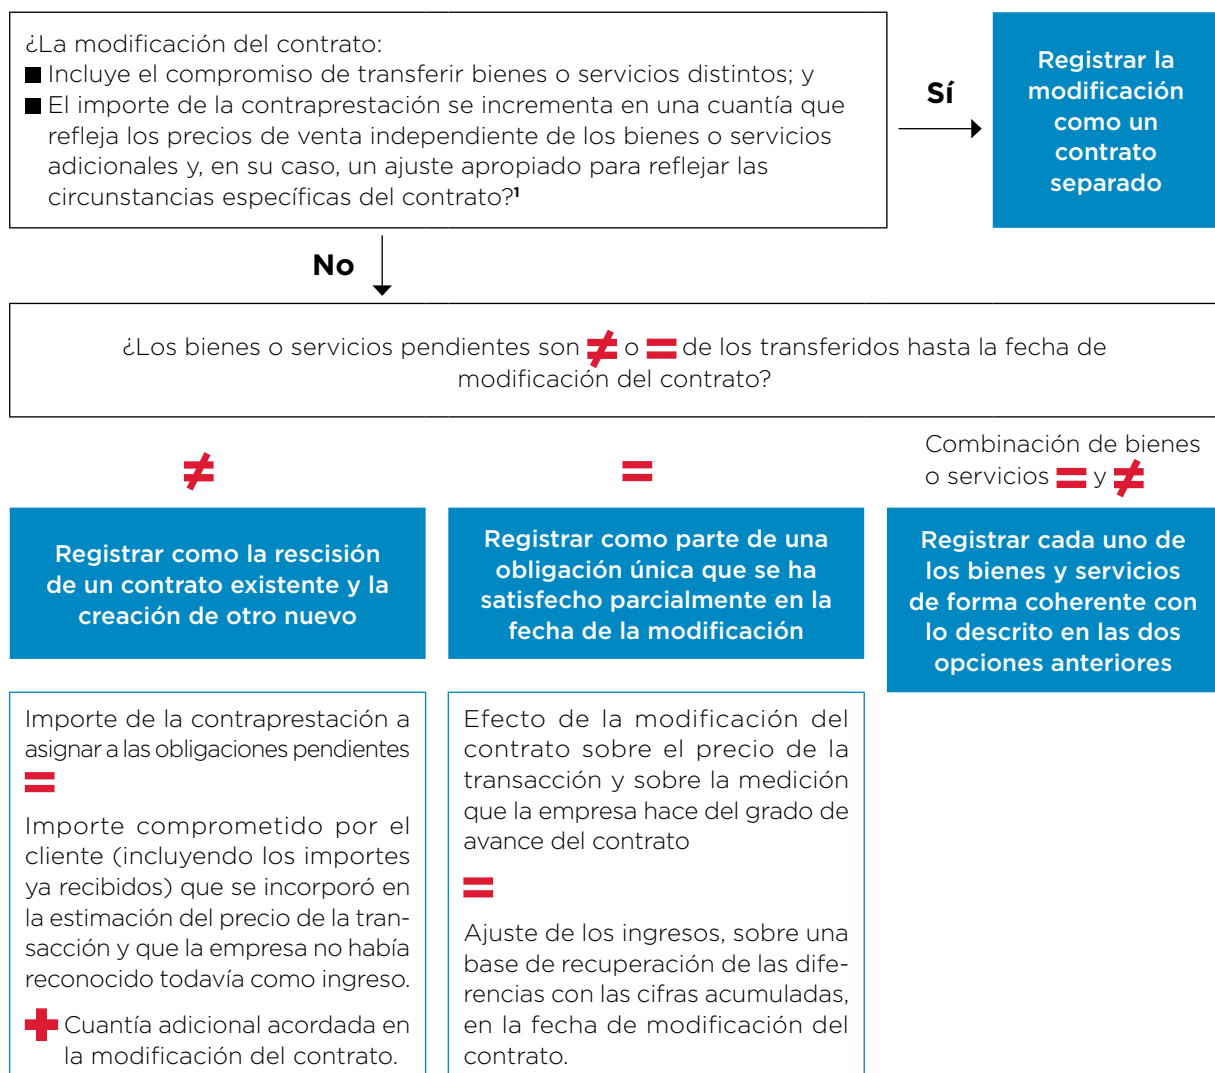 ¿La modificación del contrato:
■ Incluye el compromiso de transferir bienes o servicios distintos; y
■ El importe de la contraprestación se incrementa en una cuantía que
refleja los precios de venta independiente de los bienes o servicios
adicionales y, en su caso, un ajuste apropiado para reflejar las
circunstancias específicas del contrato?¹
Sí
Registrar la
modificación
como un
contrato
separado
No
¿Los bienes o servicios pendientes son ≠ o = de los transferidos hasta la fecha de
modificación del contrato?
≠
=
Combinación de bienes
o servicios = y ≠
Registrar como la rescisión
de un contrato existente y la
creación de otro nuevo
Registrar como parte de una
obligación única que se ha
satisfecho parcialmente en la
fecha de la modificación
Registrar cada uno de
los bienes y servicios
de forma coherente con
lo descrito en las dos
opciones anteriores
Importe de la contraprestación a
asignar a las obligaciones pendientes
=
Importe comprometido por el
cliente (incluyendo los importes
ya recibidos) que se incorporó en
la estimación del precio de la tran-
sacción y que la empresa no había
reconocido todavía como ingreso.
+ Cuantía adicional acordada en
la modificación del contrato.
Efecto de la modificación del
contrato sobre el precio de la
transacción y sobre la medición
que la empresa hace del grado de
avance del contrato
=
Ajuste de los ingresos, sobre una
base de recuperación de las dife-
rencias con las cifras acumuladas,
en la fecha de modificación del
contrato.